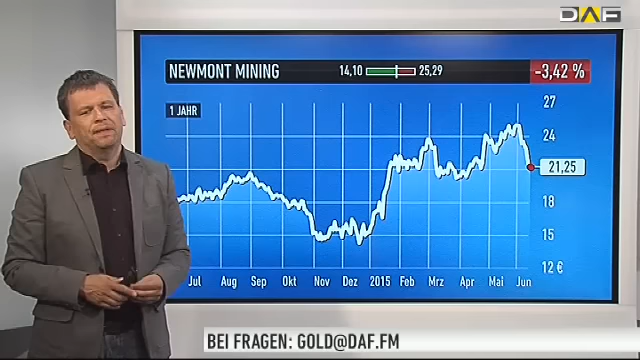 DAF
NEWMONT MINING 14,10 25,29 -3,42 %
1 JAHR
27
24
21,25
18
15
12 €
Jul Aug Sep Okt Nov Dez 2015 Feb Mrz Apr Mai Jun
BEI FRAGEN: GOLD@DAF.FM